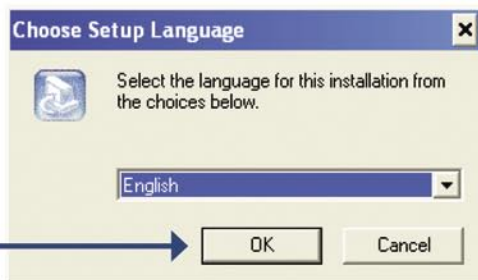 Choose Setup Language
Select the language for this installation from
the choices below.
English
OK
Cancel